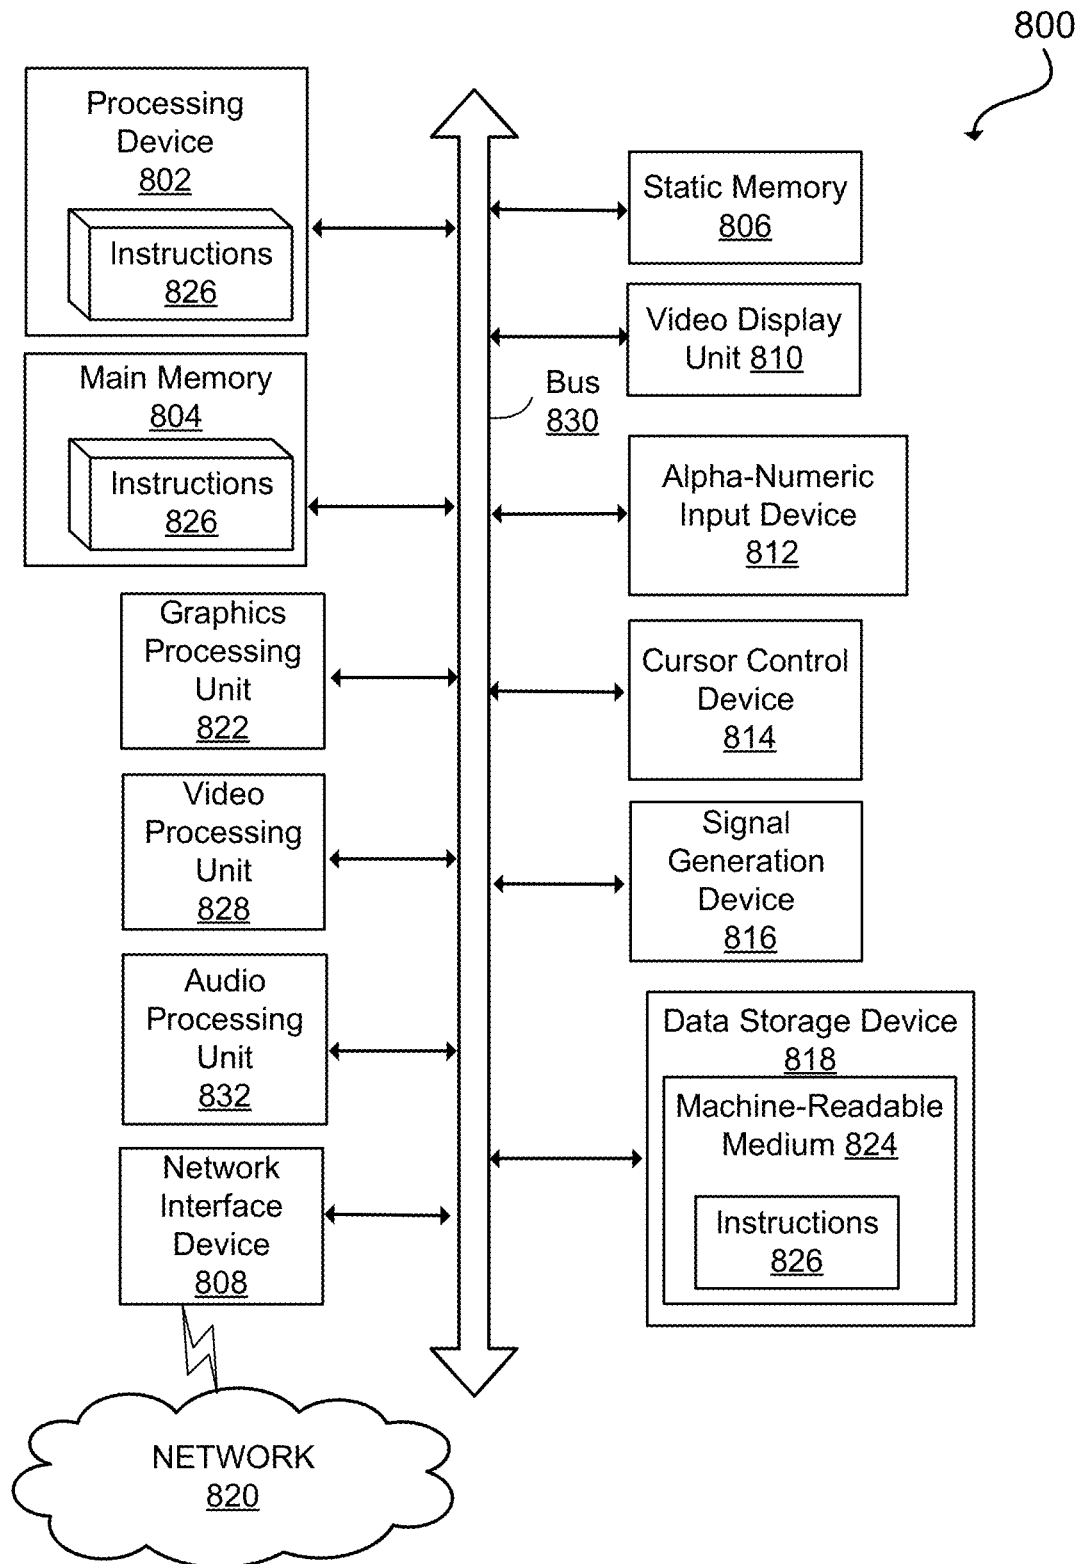 800
Processing
Device
802
Instructions
826
Main Memory
804
Instructions
826
Graphics
Processing
Unit
822
Video
Processing
Unit
828
Audio
Processing
Unit
832
Network
Interface
Device
808
NETWORK
820
Bus
830
Static Memory
806
Video Display
Unit 810
Alpha-Numeric
Input Device
812
Cursor Control
Device
814
Signal
Generation
Device
816
Data Storage Device
818
Machine-Readable
Medium 824
Instructions
826